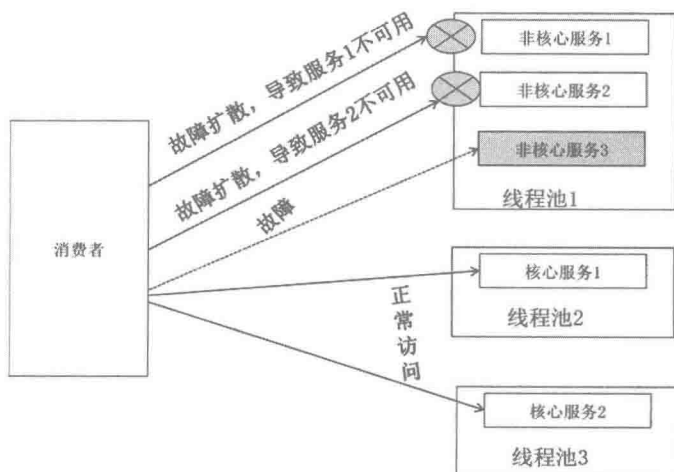 非核心服务1
故障扩散，导致服务1不可用
非核心服务2
故障扩散，导致服务2不可用
非核心服务3
故障
线程池1
消费者
核心服务1
线程池2
正常访问
核心服务2
线程池3